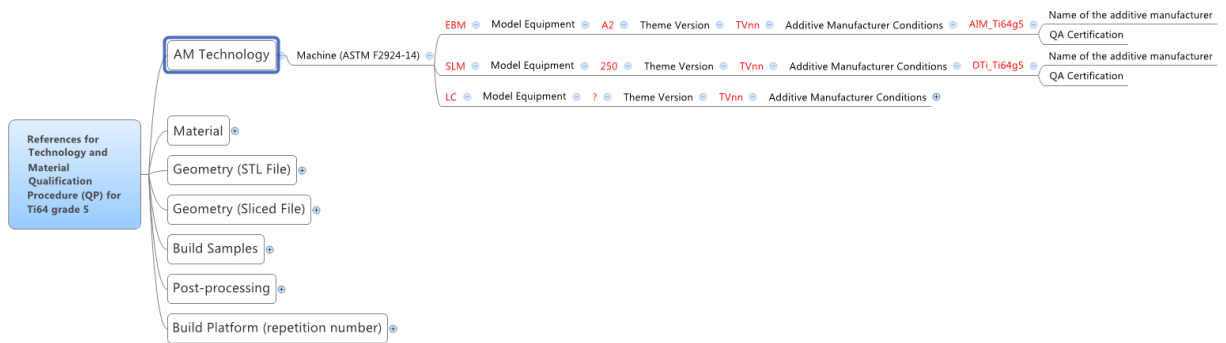 References for
Technology and
Material
Qualification
Procedure (QP) for
Ti64 grade 5
AM Technology
Machine (ASTM F2924-14)
EBM Model Equipment A2 Theme Version TVnn Additive Manufacturer Conditions AIM_Ti64g5
Name of the additive manufacturer
QA Certification
SLM Model Equipment 250 Theme Version TVnn Additive Manufacturer Conditions DTi_Ti64g5
Name of the additive manufacturer
QA Certification
LC Model Equipment ? Theme Version TVnn Additive Manufacturer Conditions
Material
Geometry (STL File)
Geometry (Sliced File)
Build Samples
Post-processing
Build Platform (repetition number)